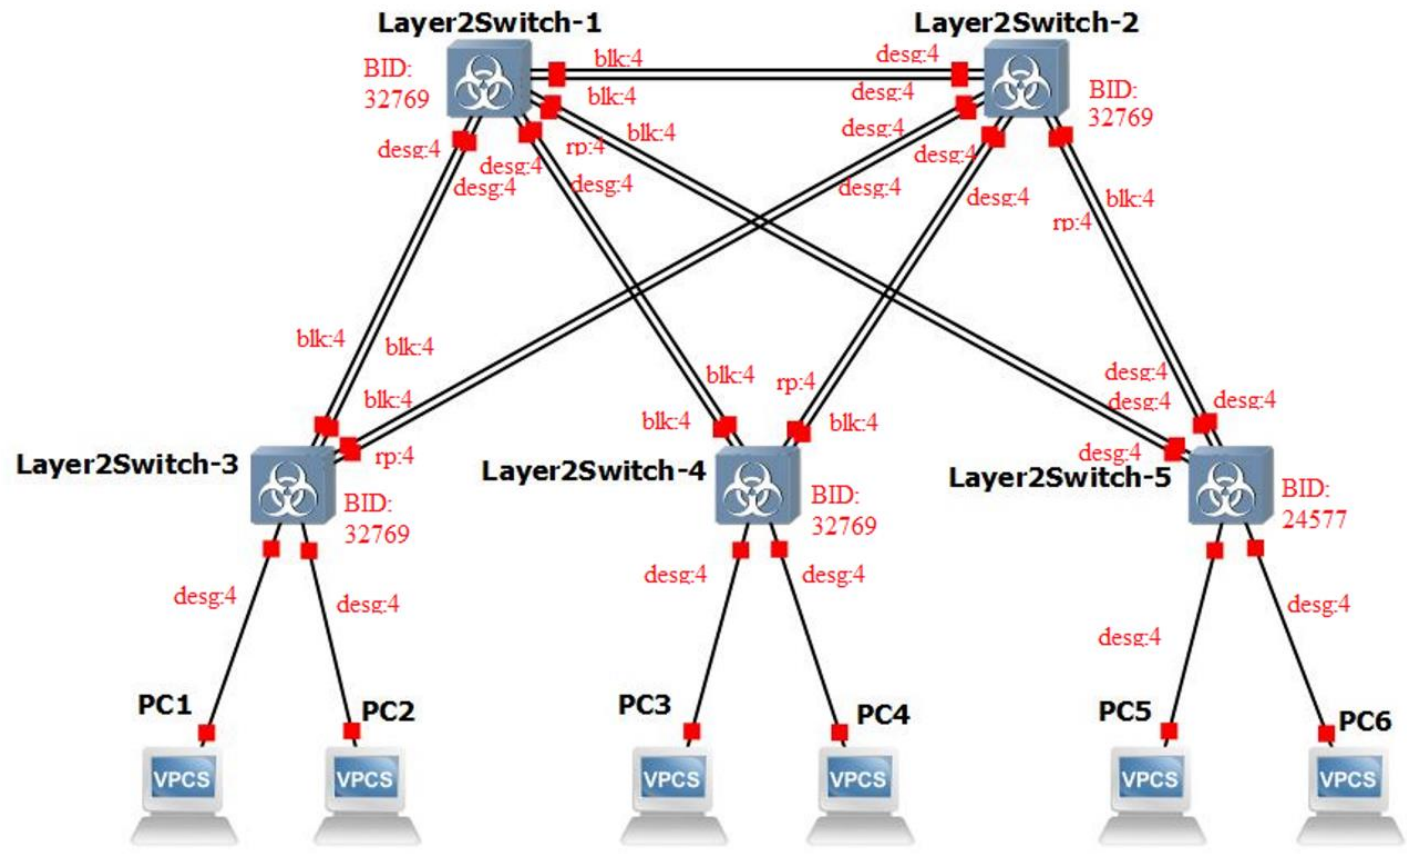 Layer2Switch-1
Layer2Switch-2
BID:
32769
blk:4
desg:4
BID:
32769
blk:4
desg:4
desg:4
rp:4
blk:4
desg:4
desg:4
desg:4
desg:4
desg:4
desg:4
desg:4
blk:4
rp:4
blk:4
blk:4
blk:4
rp:4
desg:4
blk:4
desg:4
desg:4
blk:4
blk:4
rp:4
desg:4
Layer2Switch-3
Layer2Switch-4
Layer2Switch-5
BID:
32769
BID:
32769
BID:
24577
desg:4
desg:4
desg:4
desg:4
desg:4
desg:4
PC1
PC2
PC3
PC4
PC5
PC6
VPCS
VPCS
VPCS
VPCS
VPCS
VPCS